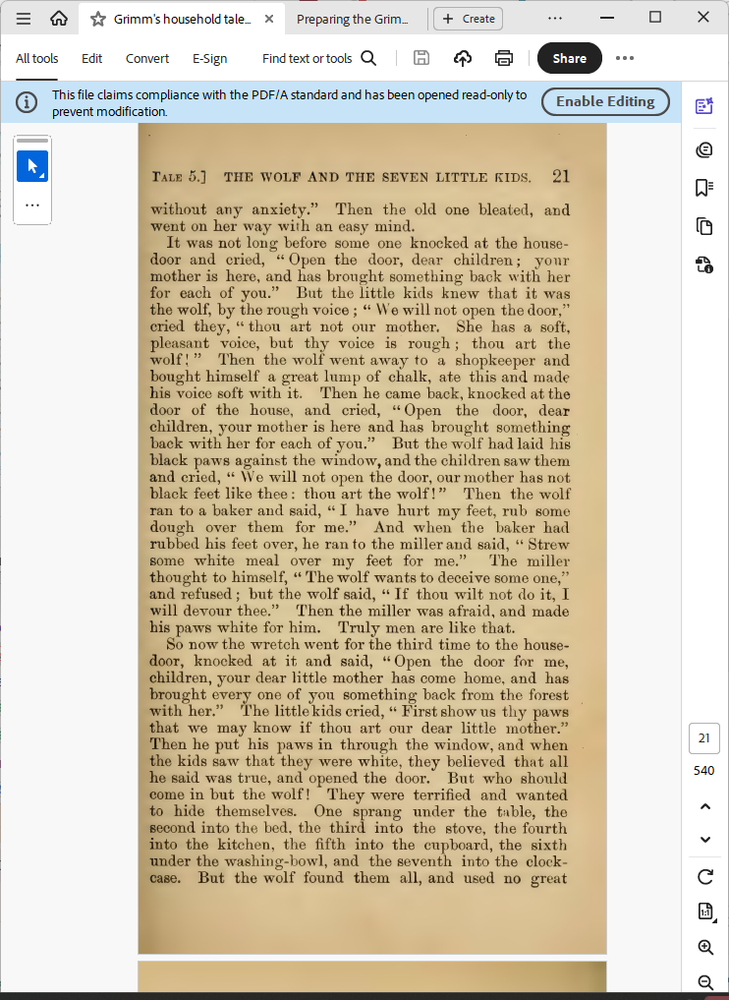 Grimm's household tale...
Preparing the Grim...
+ Create
All tools
Edit
Convert
E-Sign
Find text or tools
Share
This file claims compliance with the PDF/A standard and has been opened read-only to
prevent modification.
Enable Editing
TALE 5.] THE WOLF AND THE SEVEN LITTLE KIDS. 21
without any anxiety.” Then the old one bleated, and
went on her way with an easy mind.
It was not long before some one knocked at the house-
door and cried, “Open the door, dear children; your
mother is here, and has brought something back with her
for each of you.” But the little kids knew that it was
the wolf, by the rough voice; “We will not open the door,”
cried they, “thou art not our mother. She has a soft,
pleasant voice, but thy voice is rough; thou art the
wolf!” Then the wolf went away to a shopkeeper and
bought himself a great lump of chalk, ate this and made
his voice soft with it. Then he came back, knocked at the
door of the house, and cried, “Open the door, dear
children, your mother is here and has brought something
back with her for each of you.” But the wolf had laid his
black paws against the window, and the children saw them
and cried, “We will not open the door, our mother has not
black feet like thee: thou art the wolf!” Then the wolf
ran to a baker and said, “I have hurt my feet, rub some
dough over them for me.” And when the baker had
rubbed his feet over, he ran to the miller and said, “Strew
some white meal over my feet for me.” The miller
thought to himself, “The wolf wants to deceive some one,”
and refused; but the wolf said, “If thou wilt not do it, I
will devour thee.” Then the miller was afraid, and made
his paws white for him. Truly men are like that.
So now the wretch went for the third time to the house-
door, knocked at it and said, “Open the door for me,
children, your dear little mother has come home, and has
brought every one of you something back from the forest
with her.” The little kids cried, “First show us thy paws
that we may know if thou art our dear little mother.”
Then he put his paws in through the window, and when
the kids saw that they were white, they believed that all
he said was true, and opened the door. But who should
come in but the wolf! They were terrified and wanted
to hide themselves. One sprang under the table, the
second into the bed, the third into the stove, the fourth
into the kitchen, the fifth into the cupboard, the sixth
under the washing-bowl, and the seventh into the clock-
case. But the wolf found them all, and used no great
21
540
1:1